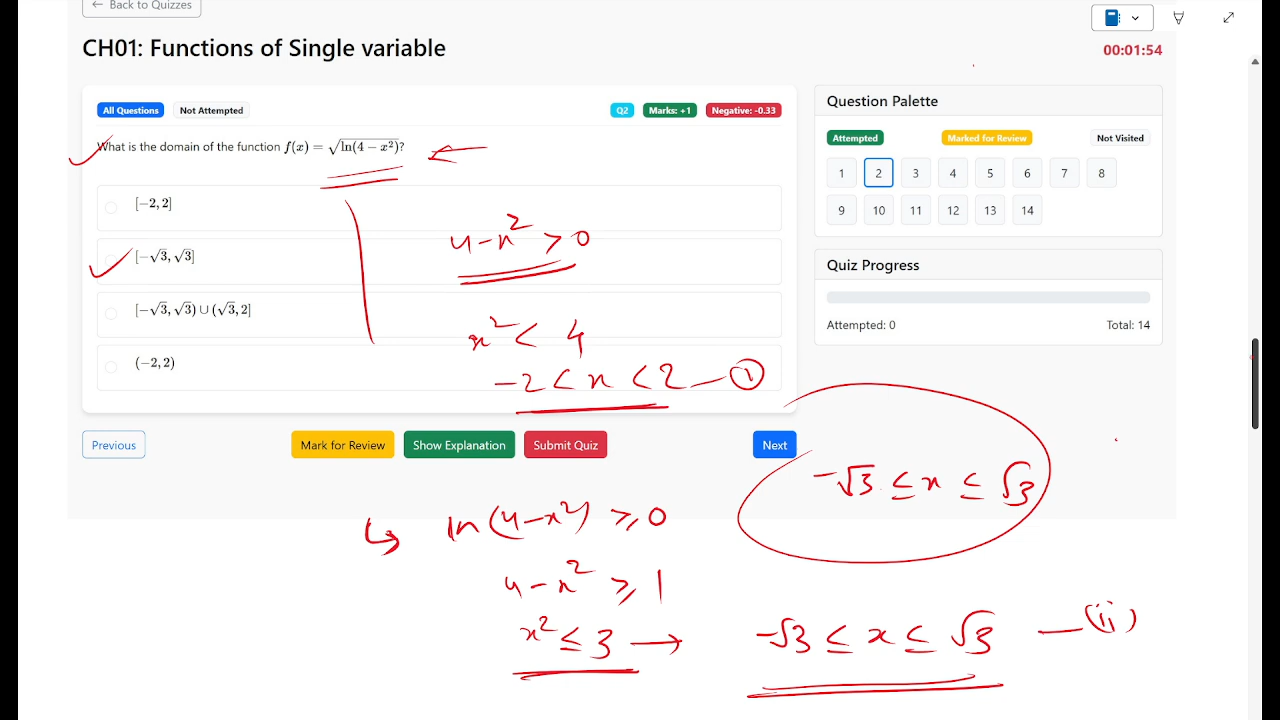 ← Back to Quizzes
CH01: Functions of Single variable
00:01:54
All Questions Not Attempted Q2 Marks: +1 Negative: -0.33
What is the domain of the function f(x) = √ln(4 − x²)?
[−2, 2]
[−√3, √3]
[−√3, √3) ∪ (√3, 2]
(−2, 2)
4-x² > 0
x² < 4
-2 < x < 2 — ①
Previous Mark for Review Show Explanation Submit Quiz Next
Question Palette
Attempted Marked for Review Not Visited
1 2 3 4 5 6 7 8
9 10 11 12 13 14
Quiz Progress
Attempted: 0 Total: 14
-√3 ≤ x ≤ √3
↳ ln(4-x²) ≥ 0
4-x² ≥ 1
x² ≤ 3 → -√3 ≤ x ≤ √3 — (ii)